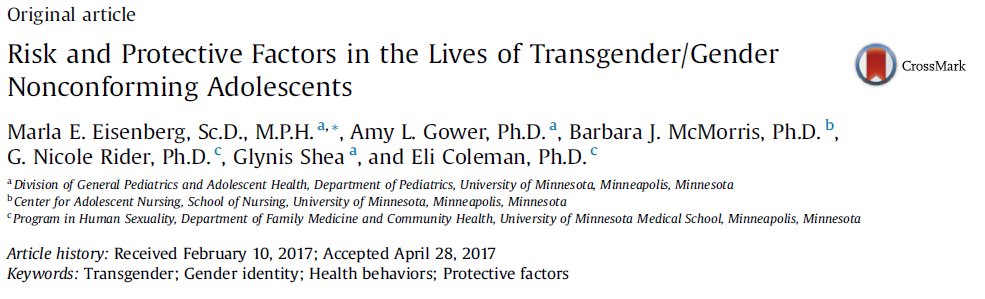 Original article
Risk and Protective Factors in the Lives of Transgender/Gender
Nonconforming Adolescents
CrossMark
Marla E. Eisenberg, Sc.D., M.P.H. a,*, Amy L. Gower, Ph.D. a, Barbara J. McMorris, Ph.D. b,
G. Nicole Rider, Ph.D. c, Glynis Shea a, and Eli Coleman, Ph.D. c
a Division of General Pediatrics and Adolescent Health, Department of Pediatrics, University of Minnesota, Minneapolis, Minnesota
b Center for Adolescent Nursing, School of Nursing, University of Minnesota, Minneapolis, Minnesota
c Program in Human Sexuality, Department of Family Medicine and Community Health, University of Minnesota Medical School, Minneapolis, Minnesota
Article history: Received February 10, 2017; Accepted April 28, 2017
Keywords: Transgender; Gender identity; Health behaviors; Protective factors